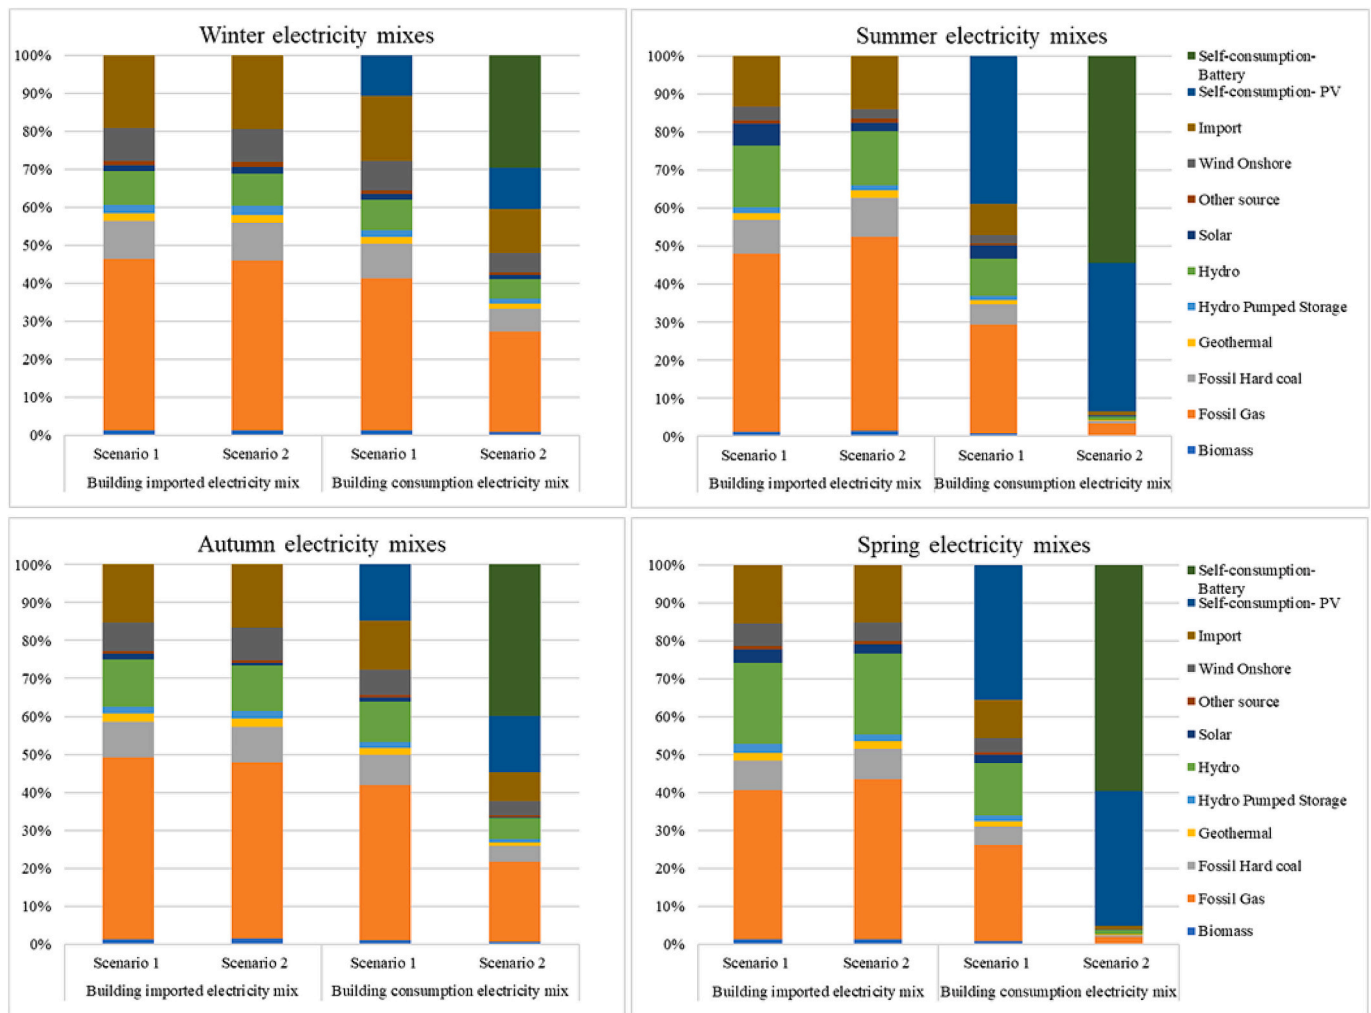 Winter electricity mixes
100%
90%
80%
70%
60%
50%
40%
30%
20%
10%
0%
Scenario 1
Scenario 2
Scenario 1
Scenario 2
Building imported electricity mix
Building consumption electricity mix
Summer electricity mixes
100%
90%
80%
70%
60%
50%
40%
30%
20%
10%
0%
Scenario 1
Scenario 2
Scenario 1
Scenario 2
Building imported electricity mix
Building consumption electricity mix
Self-consumption-
Battery
Self-consumption- PV
Import
Wind Onshore
Other source
Solar
Hydro
Hydro Pumped Storage
Geothermal
Fossil Hard coal
Fossil Gas
Biomass
Autumn electricity mixes
100%
90%
80%
70%
60%
50%
40%
30%
20%
10%
0%
Scenario 1
Scenario 2
Scenario 1
Scenario 2
Building imported electricity mix
Building consumption electricity mix
Spring electricity mixes
100%
90%
80%
70%
60%
50%
40%
30%
20%
10%
0%
Scenario 1
Scenario 2
Scenario 1
Scenario 2
Building imported electricity mix
Building consumption electricity mix
Self-consumption-
Battery
Self-consumption- PV
Import
Wind Onshore
Other source
Solar
Hydro
Hydro Pumped Storage
Geothermal
Fossil Hard coal
Fossil Gas
Biomass